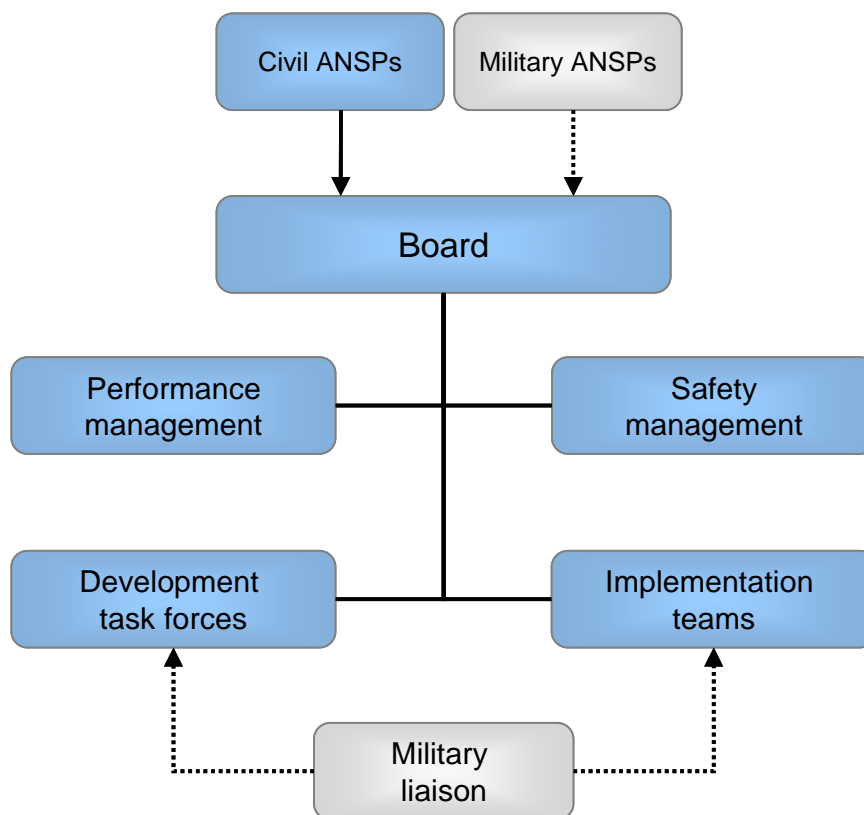 Civil ANSPs
Military ANSPs
Board
Performance
management
Safety
management
Development
task forces
Implementation
teams
Military
liaison